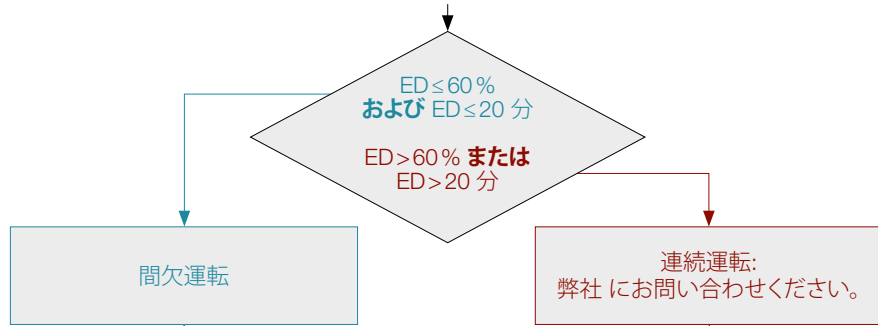 ED≤60%
および ED≤20 分
ED>60% または
ED>20 分
間欠運転
連続運転:
弊社 にお問い合わせください。